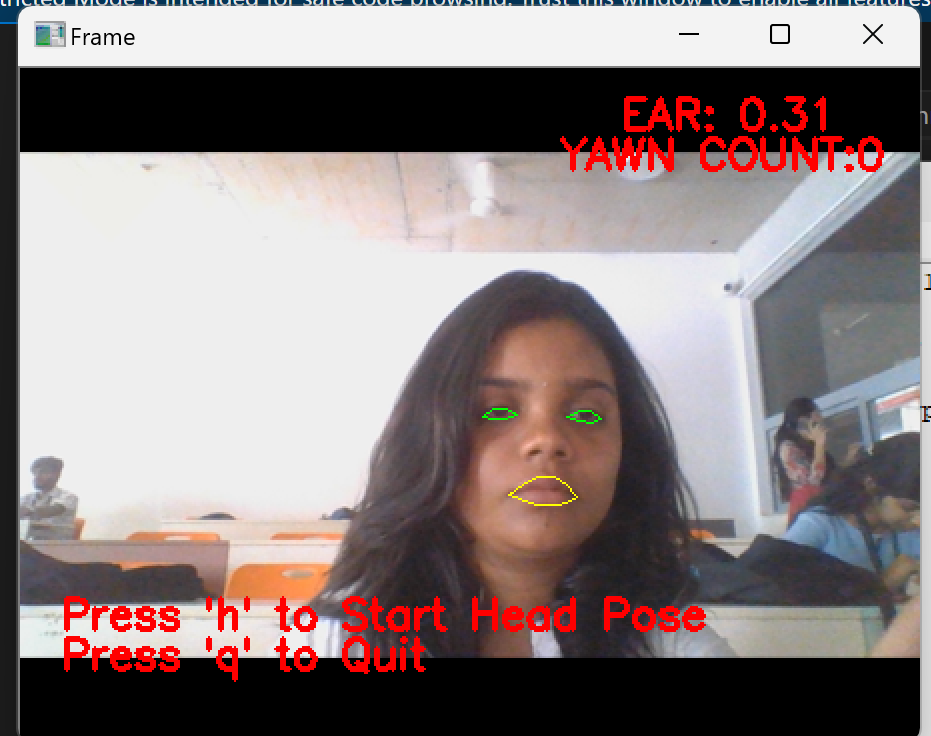 tricted Mode is intended for safe code browsing. Trust this window to enable all features
Frame
EAR: 0.31
YAWN COUNT:0
Press 'h' to Start Head Pose
Press 'q' to Quit